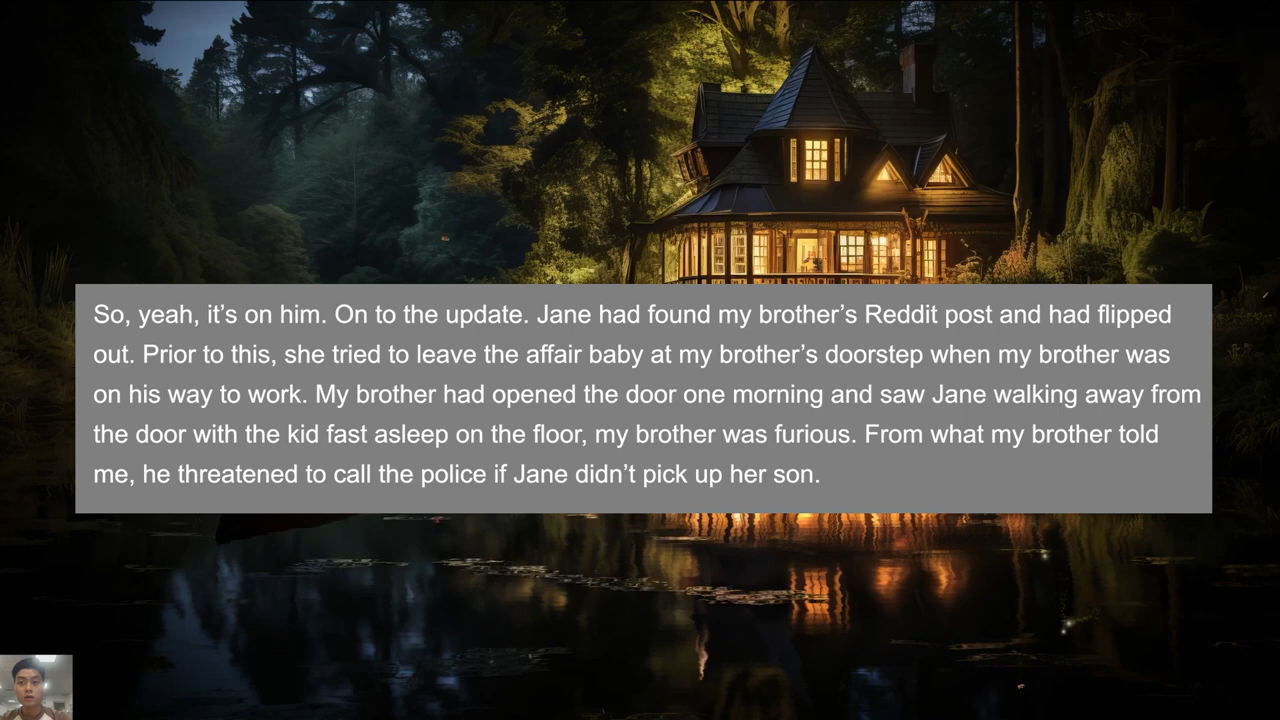 So, yeah, it’s on him. On to the update. Jane had found my brother’s Reddit post and had flipped
out. Prior to this, she tried to leave the affair baby at my brother’s doorstep when my brother was
on his way to work. My brother had opened the door one morning and saw Jane walking away from
the door with the kid fast asleep on the floor, my brother was furious. From what my brother told
me, he threatened to call the police if Jane didn’t pick up her son.